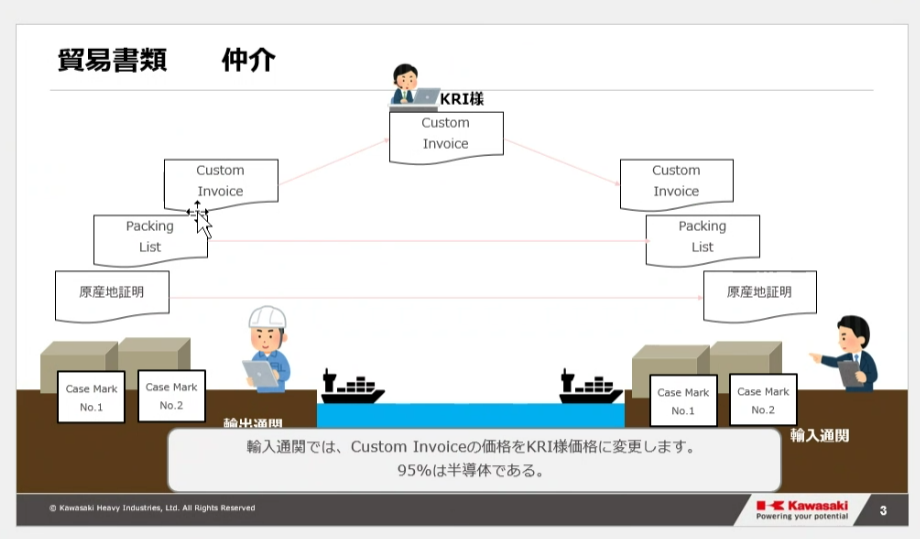 貿易書類　　仲介
KRI様
Custom
Invoice
Custom
Invoice
Custom
Invoice
Packing
List
Packing
List
原産地証明
原産地証明
Case Mark
No.1
Case Mark
No.2
Case Mark
No.1
Case Mark
No.2
輸出通関
輸入通関
輸入通関では、Custom Invoiceの価格をKRI様価格に変更します。
95%は半導体である。
© Kawasaki Heavy Industries, Ltd. All Rights Reserved
Kawasaki
Powering your potential
3